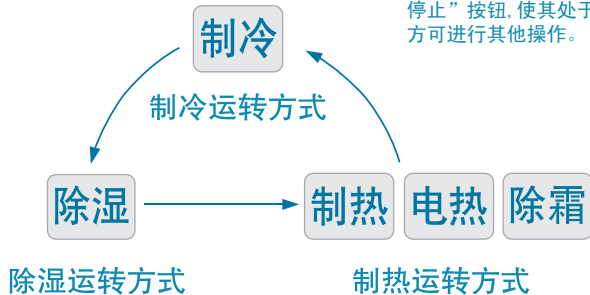 停止”按钮,使其处于
方可进行其他操作。
制冷
制冷运转方式
除湿
制热 电热 除霜
除湿运转方式
制热运转方式